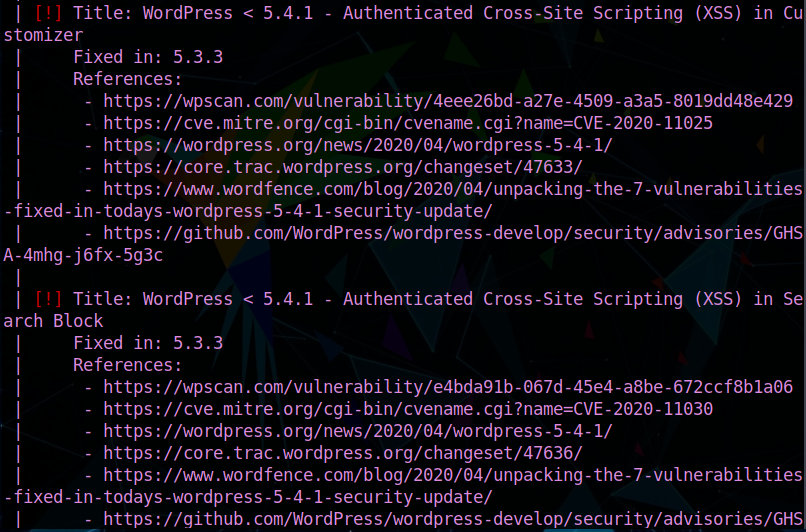 | [!] Title: WordPress < 5.4.1 - Authenticated Cross-Site Scripting (XSS) in Cu
stomizer
|     Fixed in: 5.3.3
|     References:
|      - https://wpscan.com/vulnerability/4eee26bd-a27e-4509-a3a5-8019dd48e429
|      - https://cve.mitre.org/cgi-bin/cvename.cgi?name=CVE-2020-11025
|      - https://wordpress.org/news/2020/04/wordpress-5-4-1/
|      - https://core.trac.wordpress.org/changeset/47633/
|      - https://www.wordfence.com/blog/2020/04/unpacking-the-7-vulnerabilities
-fixed-in-todays-wordpress-5-4-1-security-update/
|      - https://github.com/WordPress/wordpress-develop/security/advisories/GHS
A-4mhg-j6fx-5g3c
|
| [!] Title: WordPress < 5.4.1 - Authenticated Cross-Site Scripting (XSS) in Se
arch Block
|     Fixed in: 5.3.3
|     References:
|      - https://wpscan.com/vulnerability/e4bda91b-067d-45e4-a8be-672ccf8b1a06
|      - https://cve.mitre.org/cgi-bin/cvename.cgi?name=CVE-2020-11030
|      - https://wordpress.org/news/2020/04/wordpress-5-4-1/
|      - https://core.trac.wordpress.org/changeset/47636/
|      - https://www.wordfence.com/blog/2020/04/unpacking-the-7-vulnerabilities
-fixed-in-todays-wordpress-5-4-1-security-update/
|      - https://github.com/WordPress/wordpress-develop/security/advisories/GHS